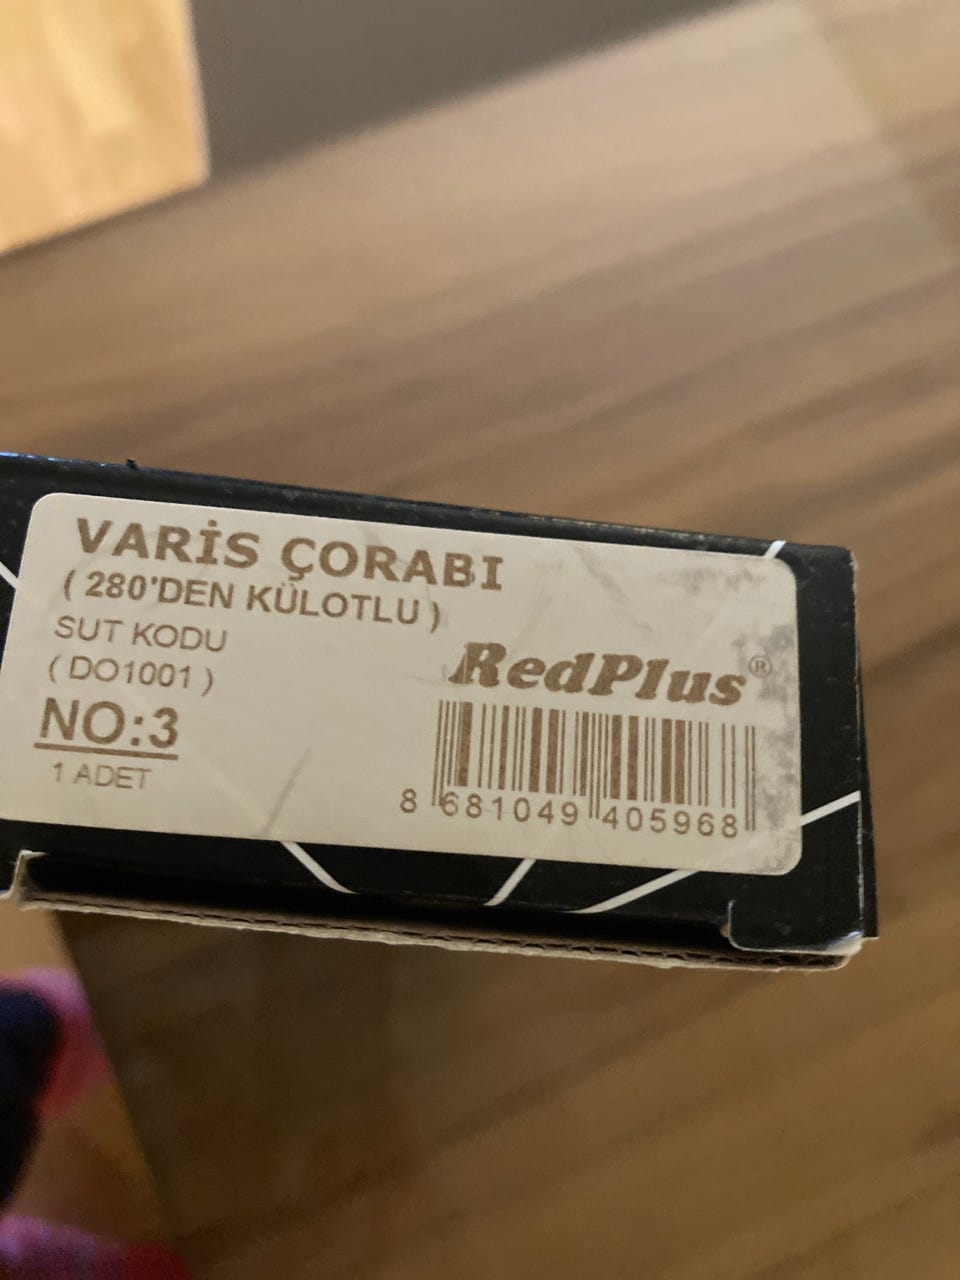 VARİS ÇORABI
( 280'DEN KÜLOTLU )
SUT KODU
( DO1001 )
NO:3
1 ADET
RedPlus®
8 681049 405968